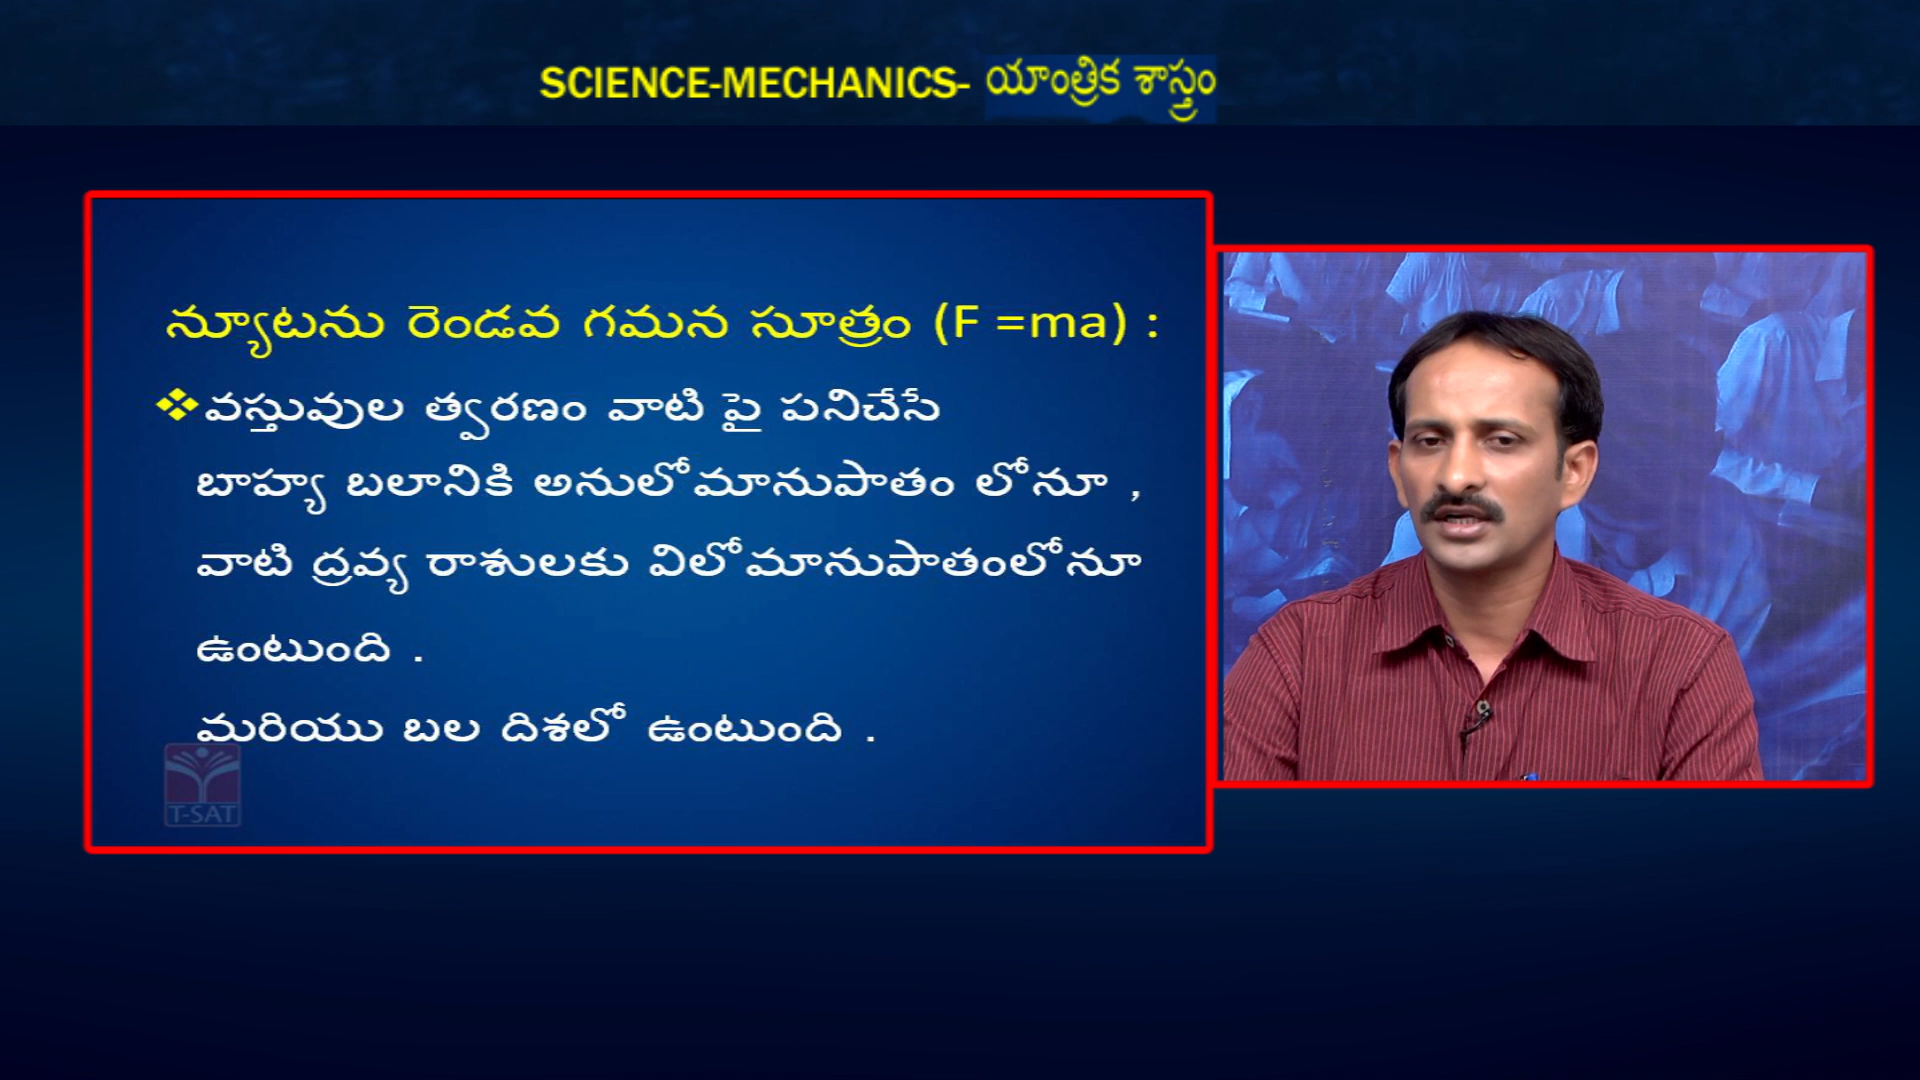 SCIENCE-MECHANICS- యాంత్రిక శాస్త్రం
న్యూటను రెండవ గమన సూత్రం (F =ma) :
❖వస్తువుల త్వరణం వాటి పై పనిచేసే
బాహ్య బలానికి అనులోమానుపాతం లోనూ ,
వాటి ద్రవ్య రాశులకు విలోమానుపాతంలోనూ
ఉంటుంది .
మరియు బల దిశలో ఉంటుంది .
T-SAT